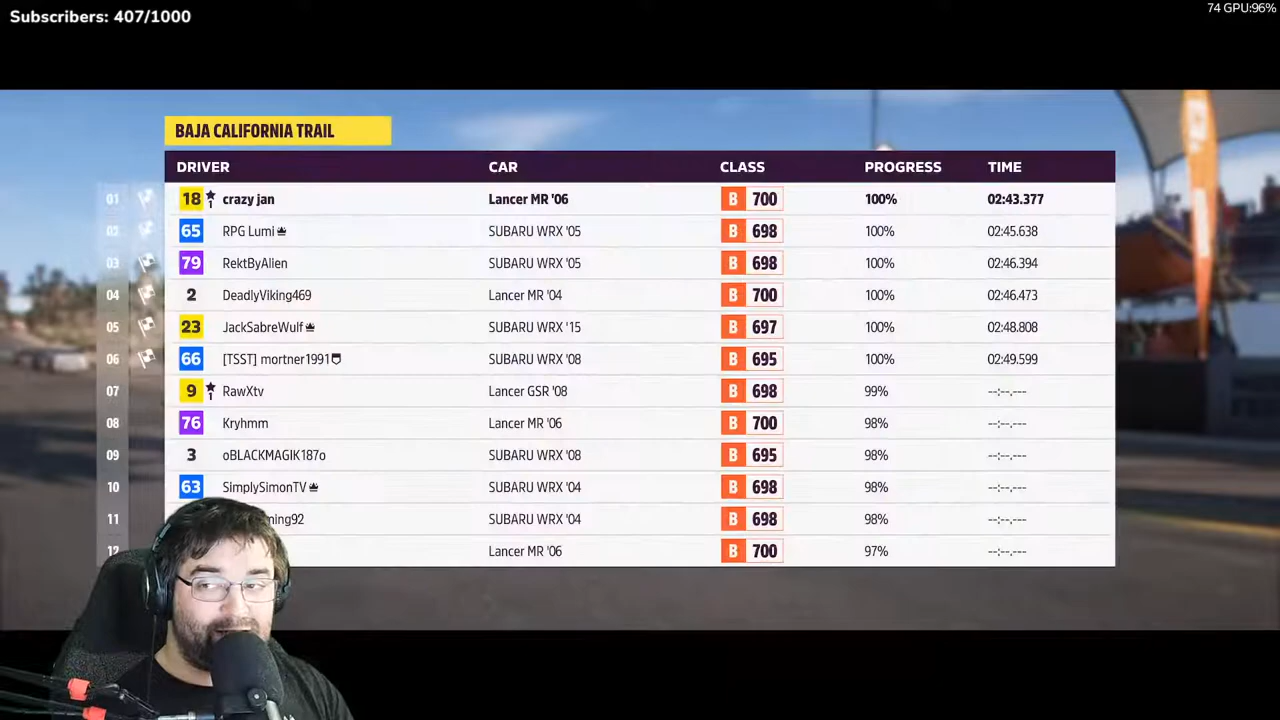 Subscribers: 407/1000
74 GPU:96%
BAJA CALIFORNIA TRAIL
DRIVER CAR CLASS PROGRESS TIME
01 18 1 crazy jan Lancer MR '06 B 700 100% 02:43.377
02 65 RPG Lumi SUBARU WRX '05 B 698 100% 02:45.638
03 79 RektByAlien SUBARU WRX '05 B 698 100% 02:46.394
04 2 DeadlyViking469 Lancer MR '04 B 700 100% 02:46.473
05 23 JackSabreWulf SUBARU WRX '15 B 697 100% 02:48.808
06 66 [TSST] mortner1991 SUBARU WRX '08 B 695 100% 02:49.599
07 9 1 RawXtv Lancer GSR '08 B 698 99% --:--.---
08 76 Kryhmm Lancer MR '06 B 700 98% --:--.---
09 3 oBLACKMAGIK187o SUBARU WRX '08 B 695 98% --:--.---
10 63 SimplySimonTV SUBARU WRX '04 B 698 98% --:--.---
11 ming92 SUBARU WRX '04 B 698 98% --:--.---
12 Lancer MR '06 B 700 97% --:--.---